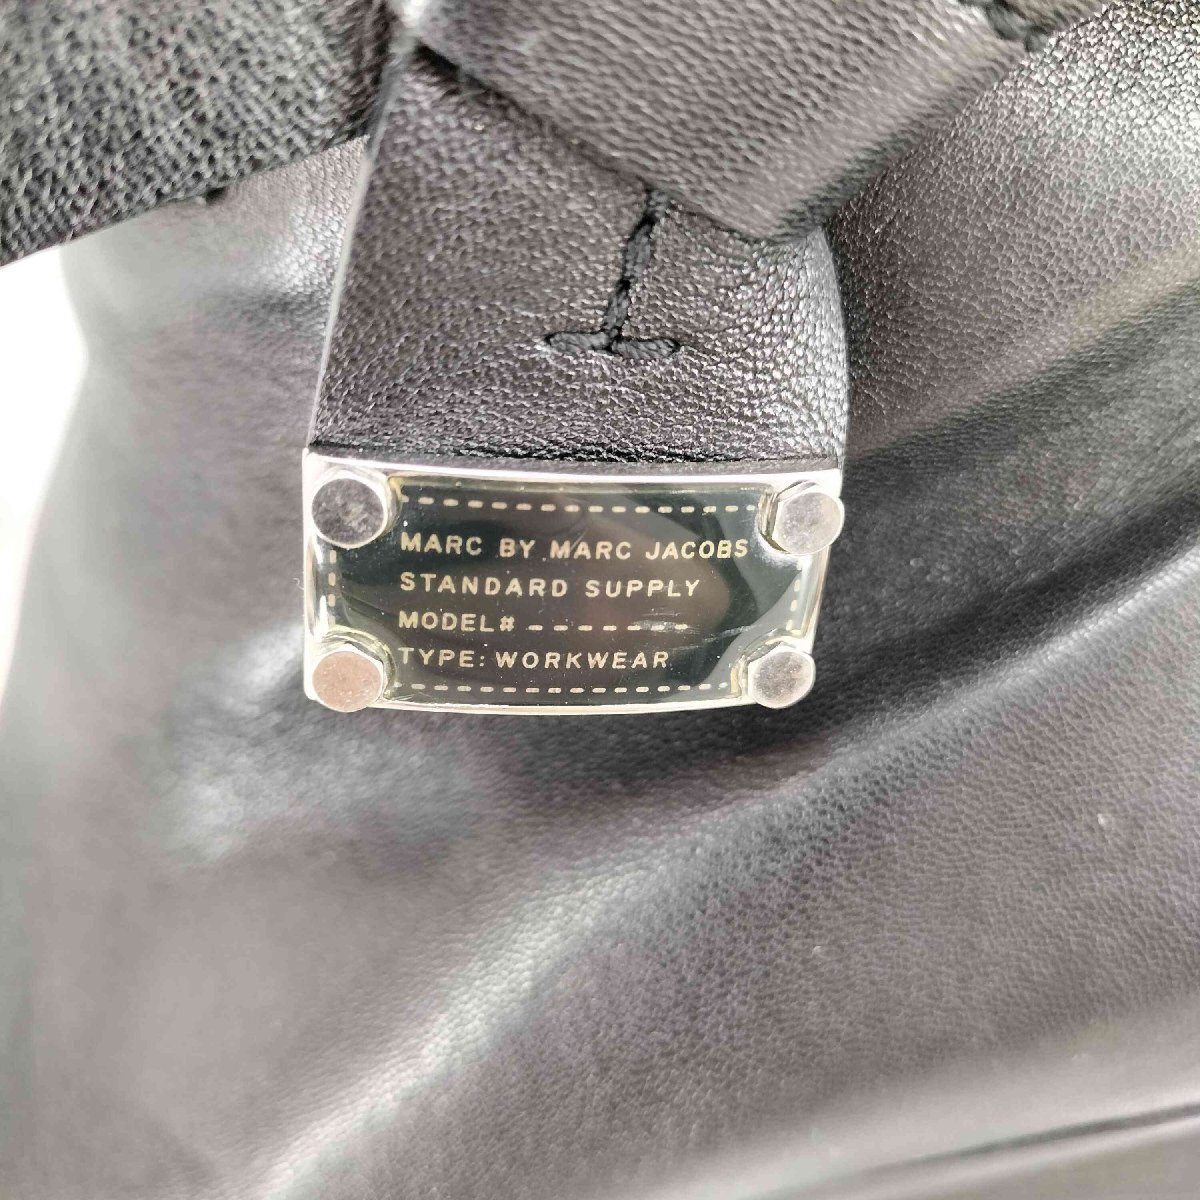 MARC BY MARC JACOBS
STANDARD SUPPLY
MODEL# - - - - - - -
TYPE: WORKWEAR